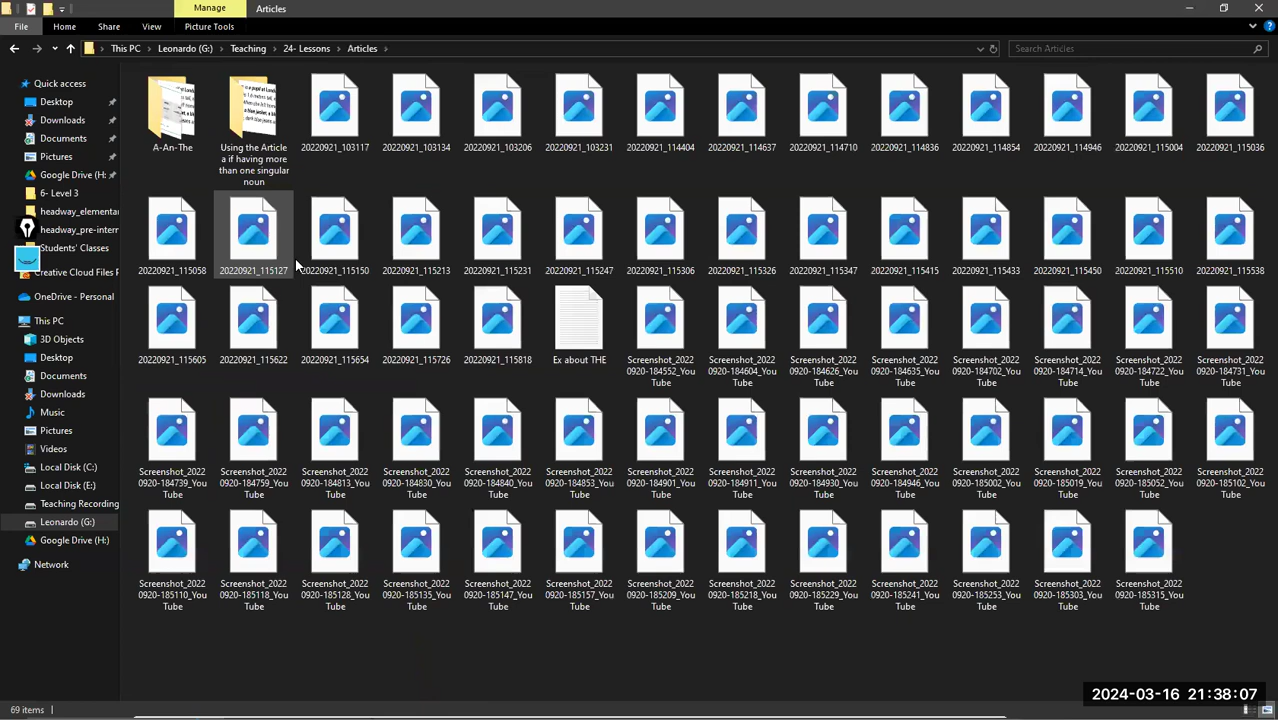 Manage
Articles
File
Home
Share
View
Picture Tools
This PC
Leonardo (G:)
Teaching
24- Lessons
Articles
Search Articles
Quick access
Desktop
Downloads
Documents
Pictures
Google Drive (H:
6- Level 3
headway_elementa
headway_pre-inter
Students' Classes
Creative Cloud Files P
OneDrive - Personal
This PC
3D Objects
Desktop
Documents
Downloads
Music
Pictures
Videos
Local Disk (C:)
Local Disk (E:)
Teaching Recording
Leonardo (G:)
Google Drive (H:)
Network
A-An-The
Using the Article
a if having more
than one singular
noun
20220921_103117
20220921_103134
20220921_103206
20220921_103231
20220921_114404
20220921_114637
20220921_114710
20220921_114836
20220921_114854
20220921_114946
20220921_115004
20220921_115036
20220921_115058
20220921_115127
20220921_115150
20220921_115213
20220921_115231
20220921_115247
20220921_115306
20220921_115326
20220921_115347
20220921_115415
20220921_115433
20220921_115450
20220921_115510
20220921_115538
20220921_115605
20220921_115622
20220921_115654
20220921_115726
20220921_115818
Ex about THE
Screenshot_2022
0920-184552_You
Tube
Screenshot_2022
0920-184604_You
Tube
Screenshot_2022
0920-184626_You
Tube
Screenshot_2022
0920-184635_You
Tube
Screenshot_2022
0920-184702_You
Tube
Screenshot_2022
0920-184714_You
Tube
Screenshot_2022
0920-184722_You
Tube
Screenshot_2022
0920-184731_You
Tube
Screenshot_2022
0920-184739_You
Tube
Screenshot_2022
0920-184759_You
Tube
Screenshot_2022
0920-184813_You
Tube
Screenshot_2022
0920-184830_You
Tube
Screenshot_2022
0920-184840_You
Tube
Screenshot_2022
0920-184853_You
Tube
Screenshot_2022
0920-184901_You
Tube
Screenshot_2022
0920-184911_You
Tube
Screenshot_2022
0920-184930_You
Tube
Screenshot_2022
0920-184946_You
Tube
Screenshot_2022
0920-185002_You
Tube
Screenshot_2022
0920-185019_You
Tube
Screenshot_2022
0920-185052_You
Tube
Screenshot_2022
0920-185102_You
Tube
Screenshot_2022
0920-185110_You
Tube
Screenshot_2022
0920-185118_You
Tube
Screenshot_2022
0920-185128_You
Tube
Screenshot_2022
0920-185135_You
Tube
Screenshot_2022
0920-185147_You
Tube
Screenshot_2022
0920-185157_You
Tube
Screenshot_2022
0920-185209_You
Tube
Screenshot_2022
0920-185218_You
Tube
Screenshot_2022
0920-185229_You
Tube
Screenshot_2022
0920-185241_You
Tube
Screenshot_2022
0920-185253_You
Tube
Screenshot_2022
0920-185303_You
Tube
Screenshot_2022
0920-185315_You
Tube
2024-03-16 21:38:07
69 items